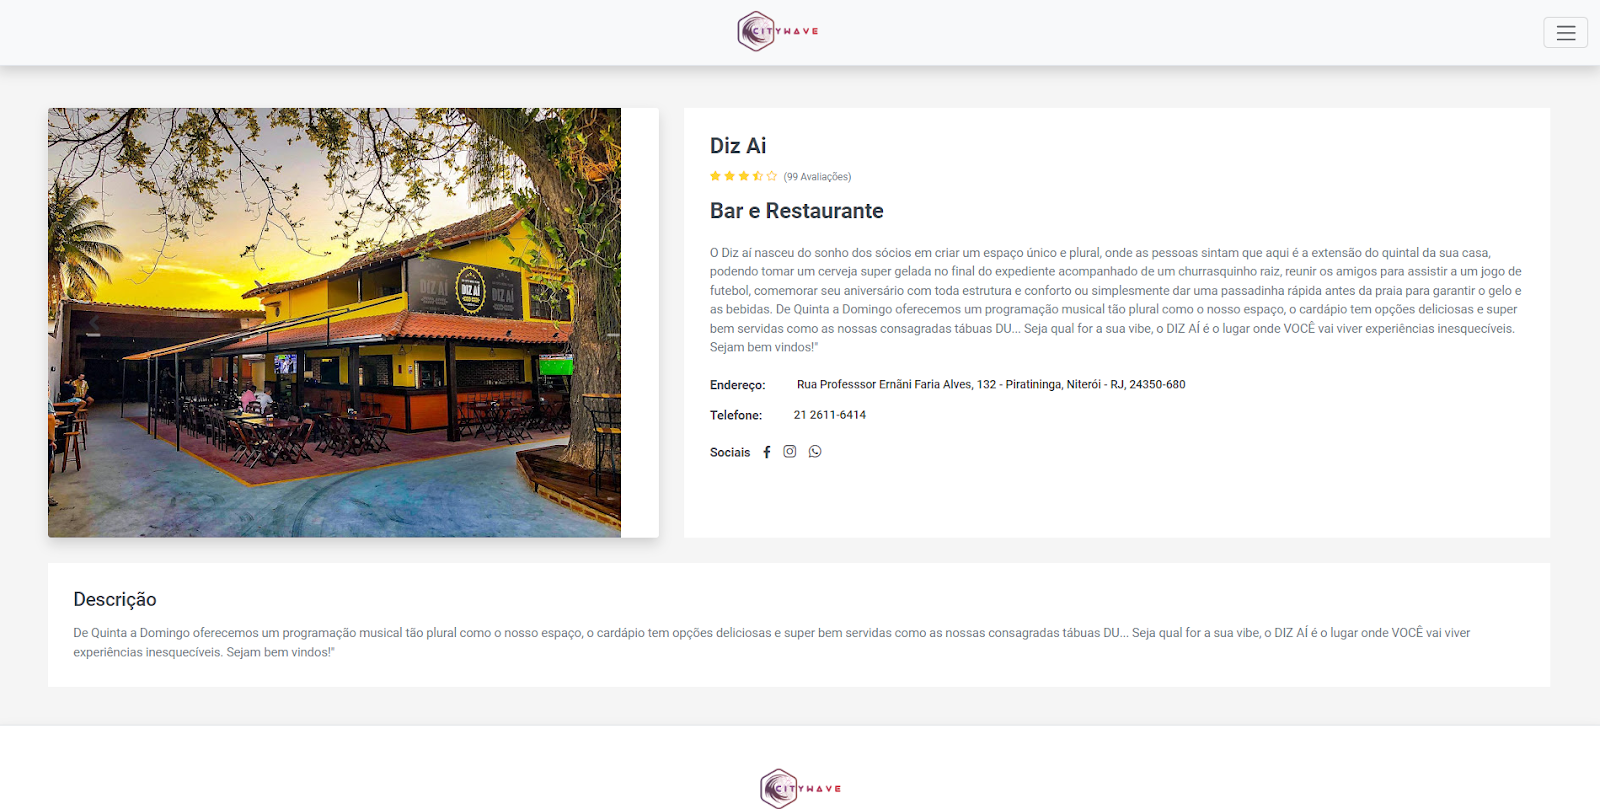 CITYWAVE
DIZ AÍ
DIZ AÍ
DIZ AÍ
Diz Ai
(99 Avaliações)
Bar e Restaurante
O Diz aí nasceu do sonho dos sócios em criar um espaço único e plural, onde as pessoas sintam que aqui é a extensão do quintal da sua casa,
podendo tomar um cerveja super gelada no final do expediente acompanhado de um churrasquinho raiz, reunir os amigos para assistir a um jogo de
futebol, comemorar seu aniversário com toda estrutura e conforto ou simplesmente dar uma passadinha rápida antes da praia para garantir o gelo e
as bebidas. De Quinta a Domingo oferecemos um programação musical tão plural como o nosso espaço, o cardápio tem opções deliciosas e super
bem servidas como as nossas consagradas tábuas DU... Seja qual for a sua vibe, o DIZ AÍ é o lugar onde VOCÊ vai viver experiências inesquecíveis.
Sejam bem vindos!"
Endereço: Rua Professsor Ernãni Faria Alves, 132 - Piratininga, Niterói - RJ, 24350-680
Telefone: 21 2611-6414
Sociais
Descrição
De Quinta a Domingo oferecemos um programação musical tão plural como o nosso espaço, o cardápio tem opções deliciosas e super bem servidas como as nossas consagradas tábuas DU... Seja qual for a sua vibe, o DIZ AÍ é o lugar onde VOCÊ vai viver
experiências inesquecíveis. Sejam bem vindos!"
CITYWAVE